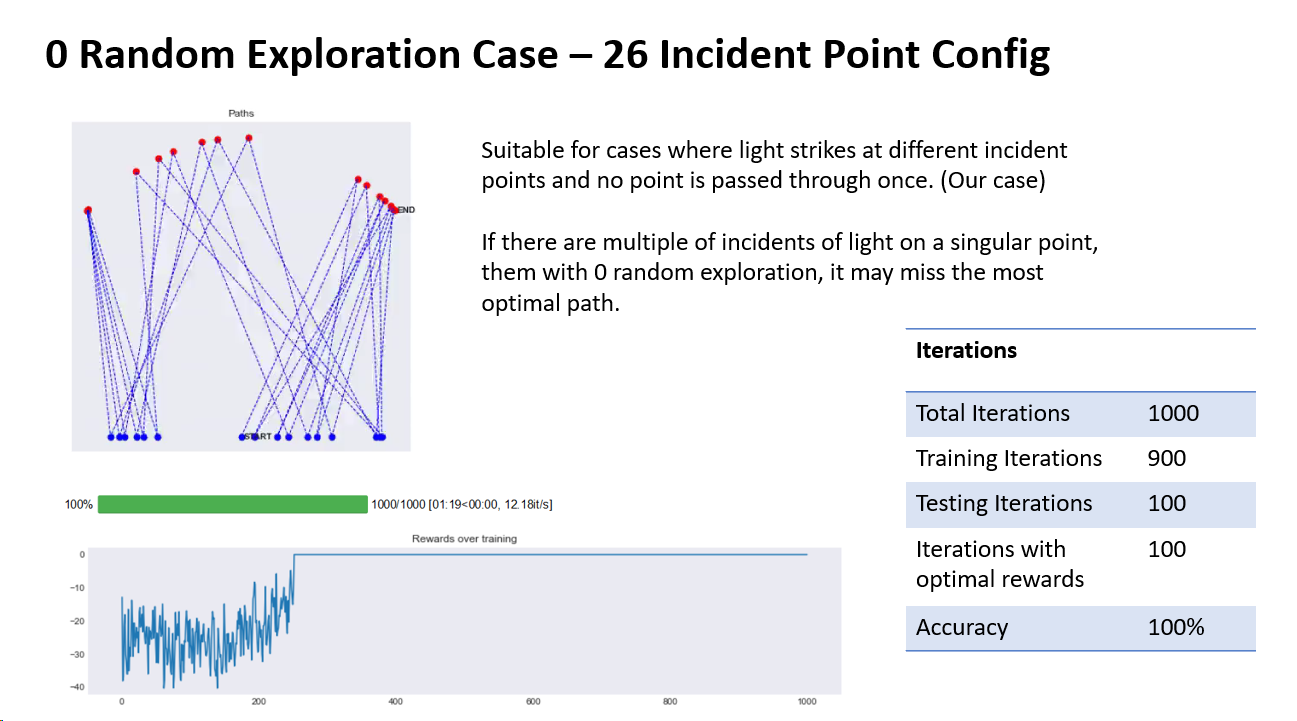 0 Random Exploration Case – 26 Incident Point Config
Paths
END
START
Suitable for cases where light strikes at different incident
points and no point is passed through once. (Our case)
If there are multiple of incidents of light on a singular point,
them with 0 random exploration, it may miss the most
optimal path.
Iterations
Total Iterations 1000
Training Iterations 900
Testing Iterations 100
Iterations with 100
optimal rewards
Accuracy 100%
100% 1000/1000 [01:19<00:00, 12.18it/s]
Rewards over training
0
−10
−20
−30
−40
0 200 400 600 800 1000